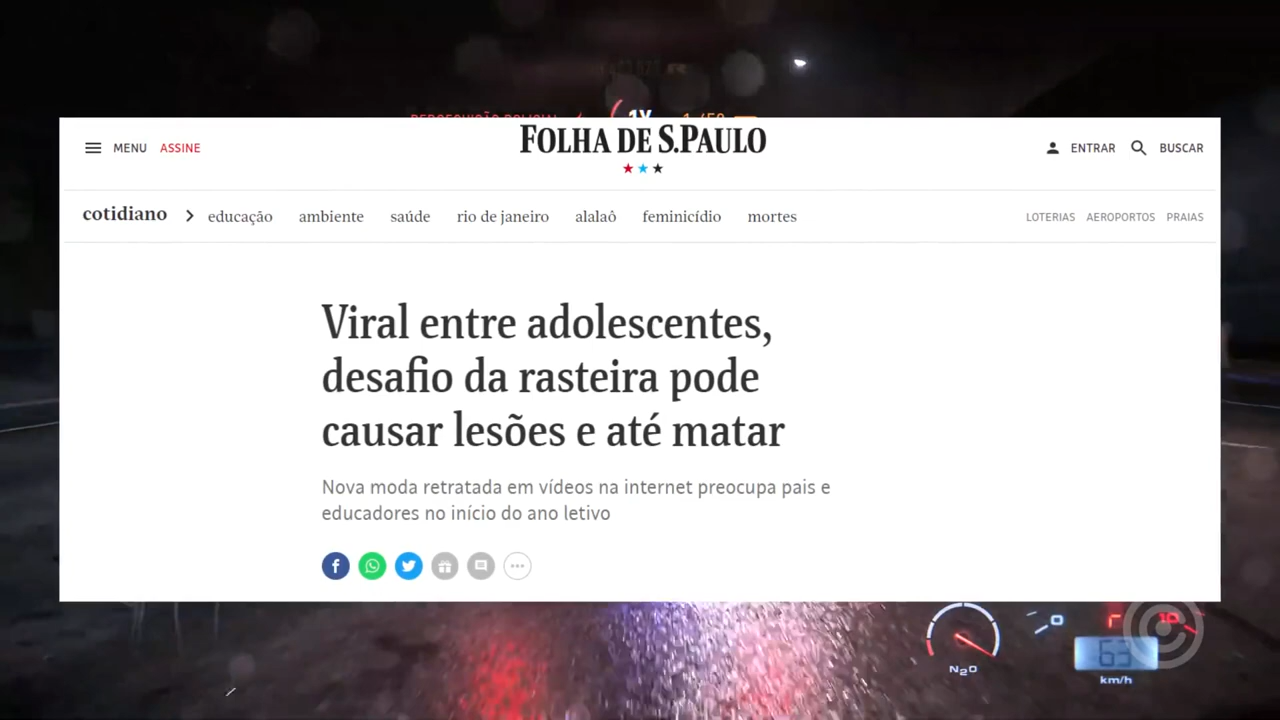 FOLHA DE S.PAULO
MENU ASSINE
ENTRAR BUSCAR
cotidiano educação ambiente saúde rio de janeiro alalaô feminicídio mortes
LOTERIAS AEROPORTOS PRAIAS
Viral entre adolescentes,
desafio da rasteira pode
causar lesões e até matar
Nova moda retratada em vídeos na internet preocupa pais e
educadores no início do ano letivo
N2O
63
km/h